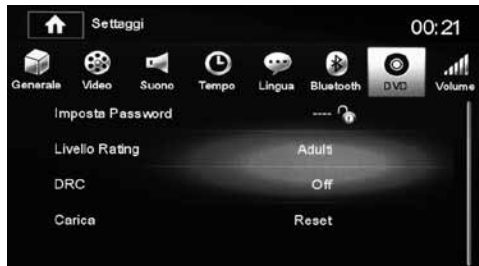 Settaggi 00:21
Generale Video Suono Tempo Lingua Bluetooth DVD Volume
Imposta Password ----
Livello Rating Adulti
DRC Off
Carica Reset